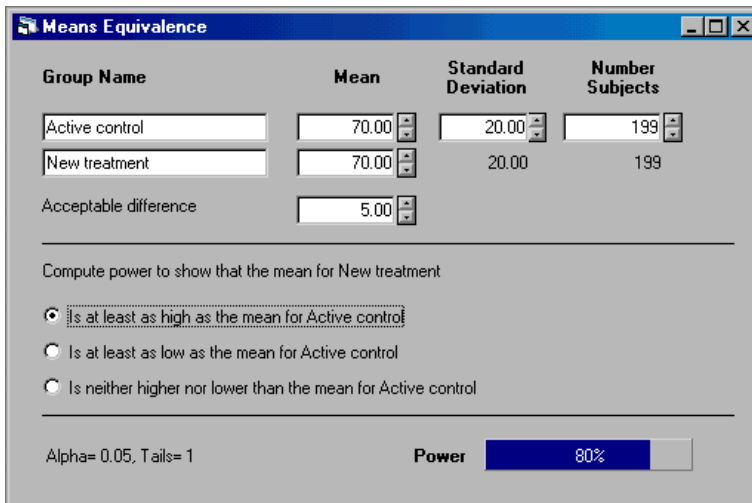 Means Equivalence
Group Name Mean Standard Deviation Number Subjects
Active control 70.00 20.00 199
New treatment 70.00 20.00 199
Acceptable difference 5.00
Compute power to show that the mean for New treatment
Is at least as high as the mean for Active control
Is at least as low as the mean for Active control
Is neither higher nor lower than the mean for Active control
Alpha= 0.05, Tails= 1 Power 80%